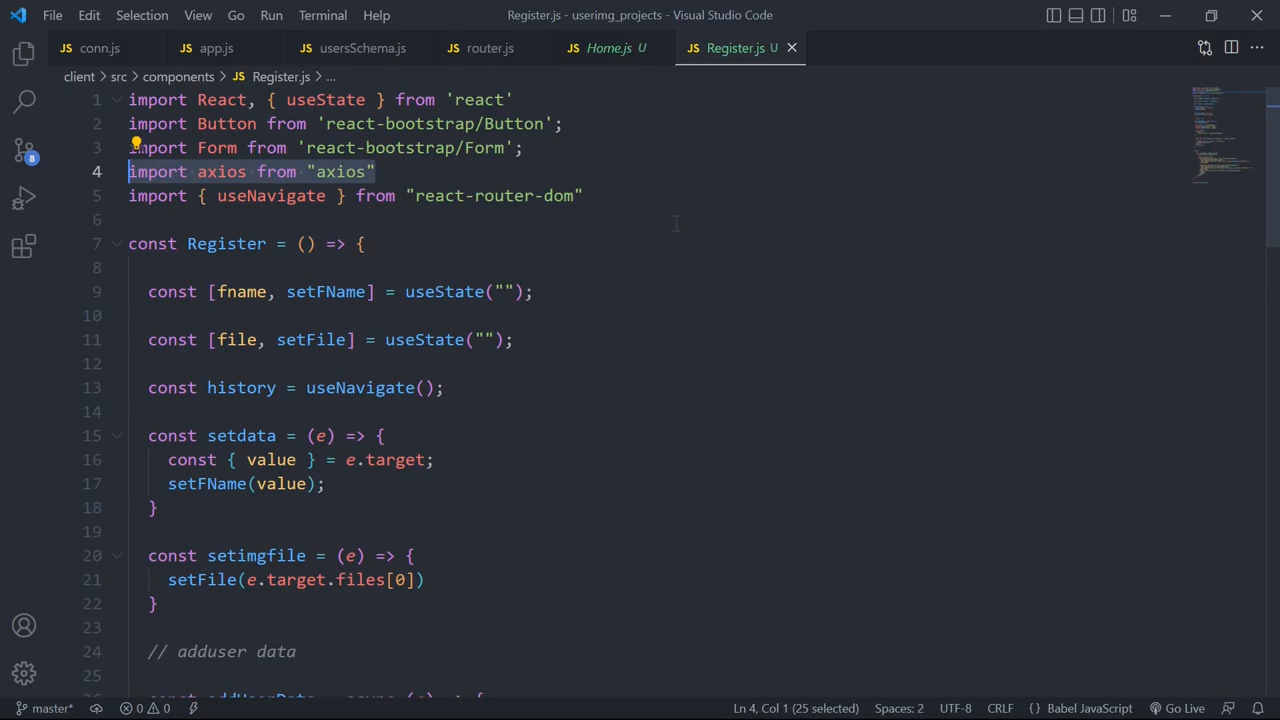 File Edit Selection View Go Run Terminal Help Register.js - userimg_projects - Visual Studio Code
JS conn.js JS app.js JS usersSchema.js JS router.js JS Home.js U JS Register.js U
client > src > components > JS Register.js > ...
1 import React, { useState } from 'react'
2 import Button from 'react-bootstrap/Button';
3 import Form from 'react-bootstrap/Form';
4 import axios from "axios"
5 import { useNavigate } from "react-router-dom"
6
7 const Register = () => {
8
9 const [fname, setFName] = useState("");
10
11 const [file, setFile] = useState("");
12
13 const history = useNavigate();
14
15 const setdata = (e) => {
16 const { value } = e.target;
17 setFName(value);
18 }
19
20 const setimgfile = (e) => {
21 setFile(e.target.files[0])
22 }
23
24 // adduser data
25
8
master* 0 0 Ln 4, Col 1 (25 selected) Spaces: 2 UTF-8 CRLF {} Babel JavaScript Go Live